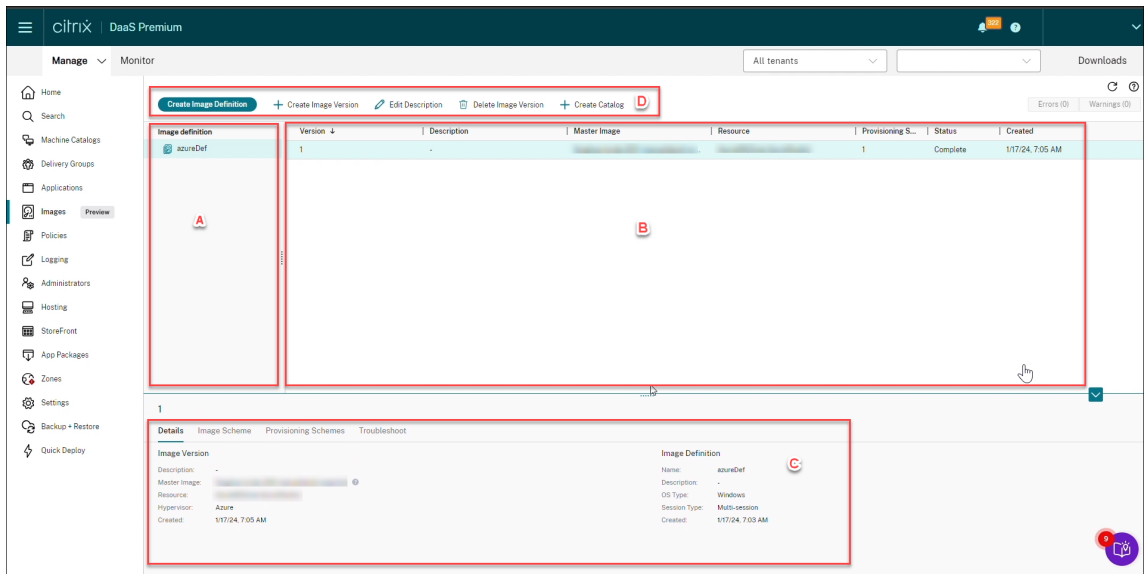 citrix | DaaS Premium
322
Manage
Monitor
All tenants
Downloads
Home
Search
Machine Catalogs
Delivery Groups
Applications
Images Preview
Policies
Logging
Administrators
Hosting
StoreFront
App Packages
Zones
Settings
Backup + Restore
Quick Deploy
Create Image Definition
+ Create Image Version
Edit Description
Delete Image Version
+ Create Catalog
D
Errors (0)
Warnings (0)
Image definition
azureDef
A
Version ↓ | Description | Master Image | Resource | Provisioning S... | Status | Created
1 - 1 Complete 1/17/24, 7:05 AM
B
1
Details Image Scheme Provisioning Schemes Troubleshoot
Image Version
Description: -
Master Image:
Resource:
Hypervisor: Azure
Created: 1/17/24, 7:05 AM
Image Definition
Name: azureDef
Description: -
OS Type: Windows
Session Type: Multi-session
Created: 1/17/24, 7:03 AM
C
9